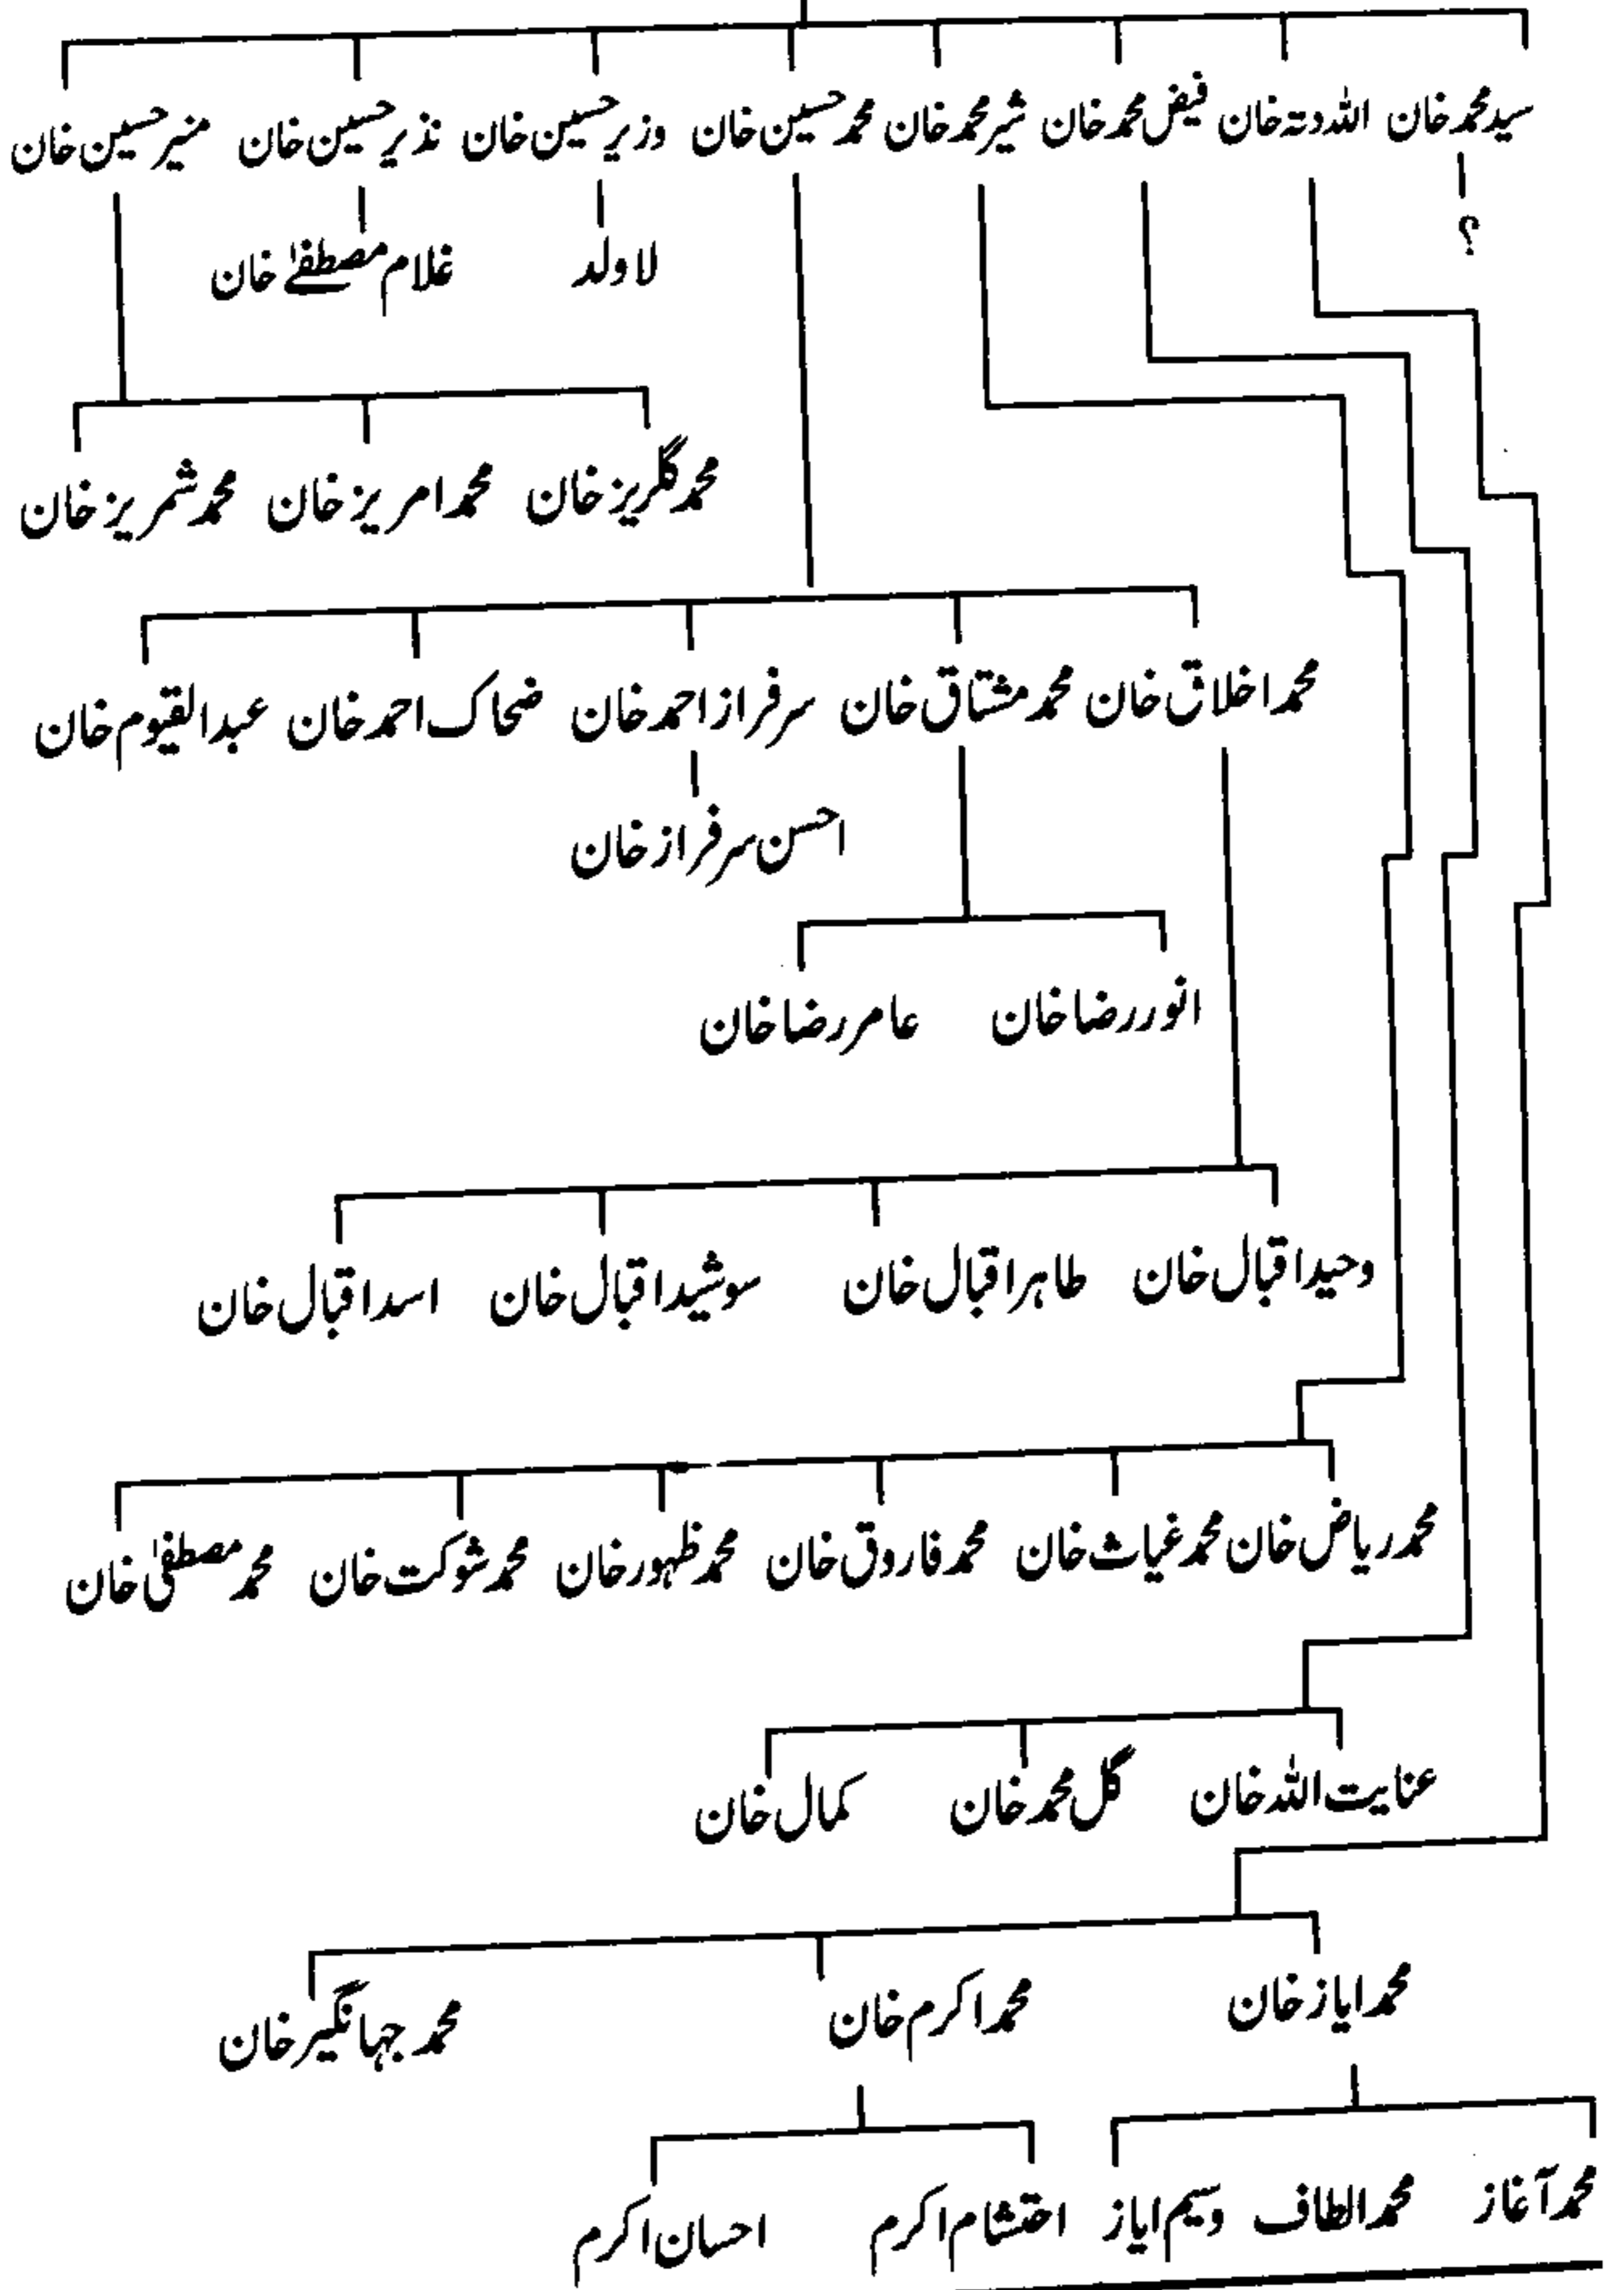 سید محمد خان اللہ دتہ خان فیض محمد خان شیر محمد خان محمد حسین خان وزیر حسین خان نذیر حسین خان منیر حسین خان
؟ لا ولد غلام مصطفےٰ خان
محمد گلریز خان محمد امریز خان محمد شمریز خان
محمد اخلاق خان محمد مشتاق خان سرفراز احمد خان ضحاک احمد خان عبدالقیوم خان
احسن سرفراز خان
انور رضا خان عامر رضا خان
وحید اقبال خان طاہر اقبال خان سوشید اقبال خان اسد اقبال خان
محمد ریاض خان محمد غیاث خان محمد فاروق خان محمد ظہور خان محمد شوکت خان محمد مصطفیٰ خان
عنایت اللہ خان گل محمد خان کمال خان
محمد ایاز خان محمد اکرم خان محمد جہانگیر خان
محمد آغاز محمد الطاف وسیم ایاز احتشام اکرم احسان اکرم